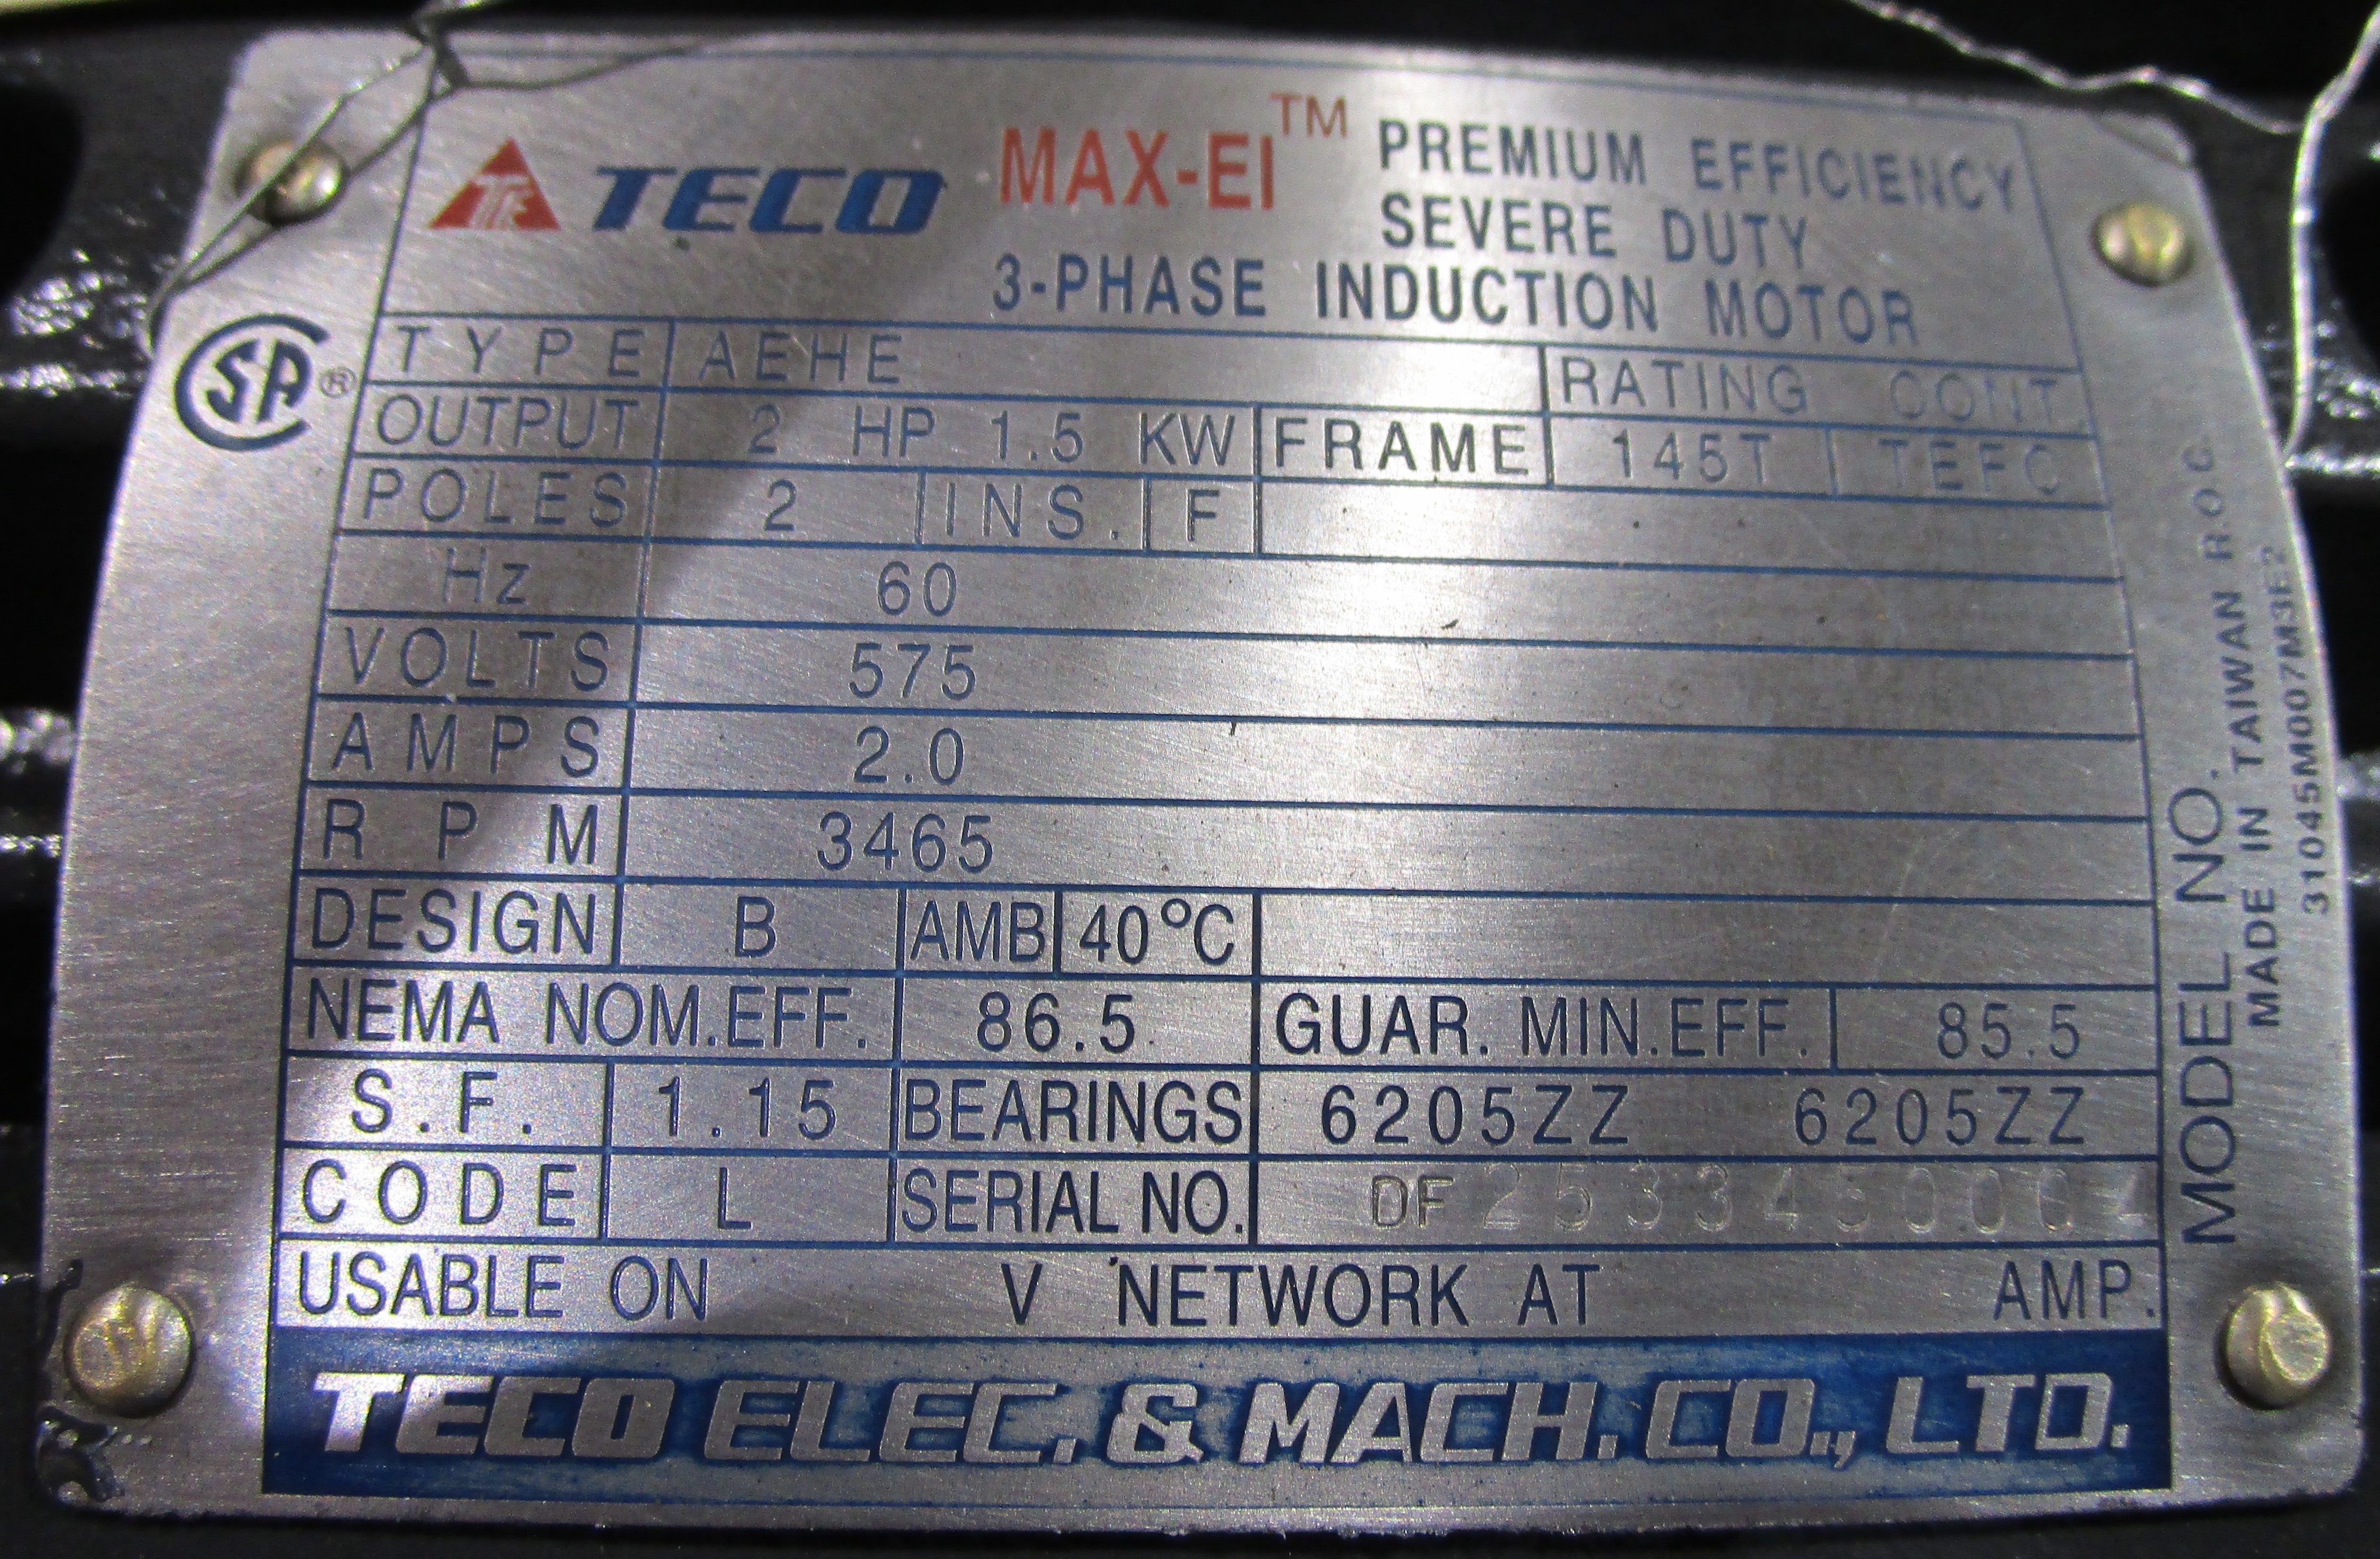 TECO MAX-EI™ PREMIUM EFFICIENCY
SEVERE DUTY
3-PHASE INDUCTION MOTOR
CSA®
TYPE AEHE RATING CONT.
OUTPUT 2 HP 1.5 KW FRAME 145T TEFC
POLES 2 INS. F
Hz 60
VOLTS 575
AMPS 2.0
RPM 3465
DESIGN B AMB 40°C
NEMA NOM.EFF. 86.5 GUAR. MIN.EFF. 85.5
S.F. 1.15 BEARINGS 6205ZZ 6205ZZ
CODE L SERIAL NO.
USABLE ON V NETWORK AT AMP.
TECO ELEC. & MACH. CO., LTD.
MODEL NO.
MADE IN TAIWAN R.O.C.
31045M007M3E2